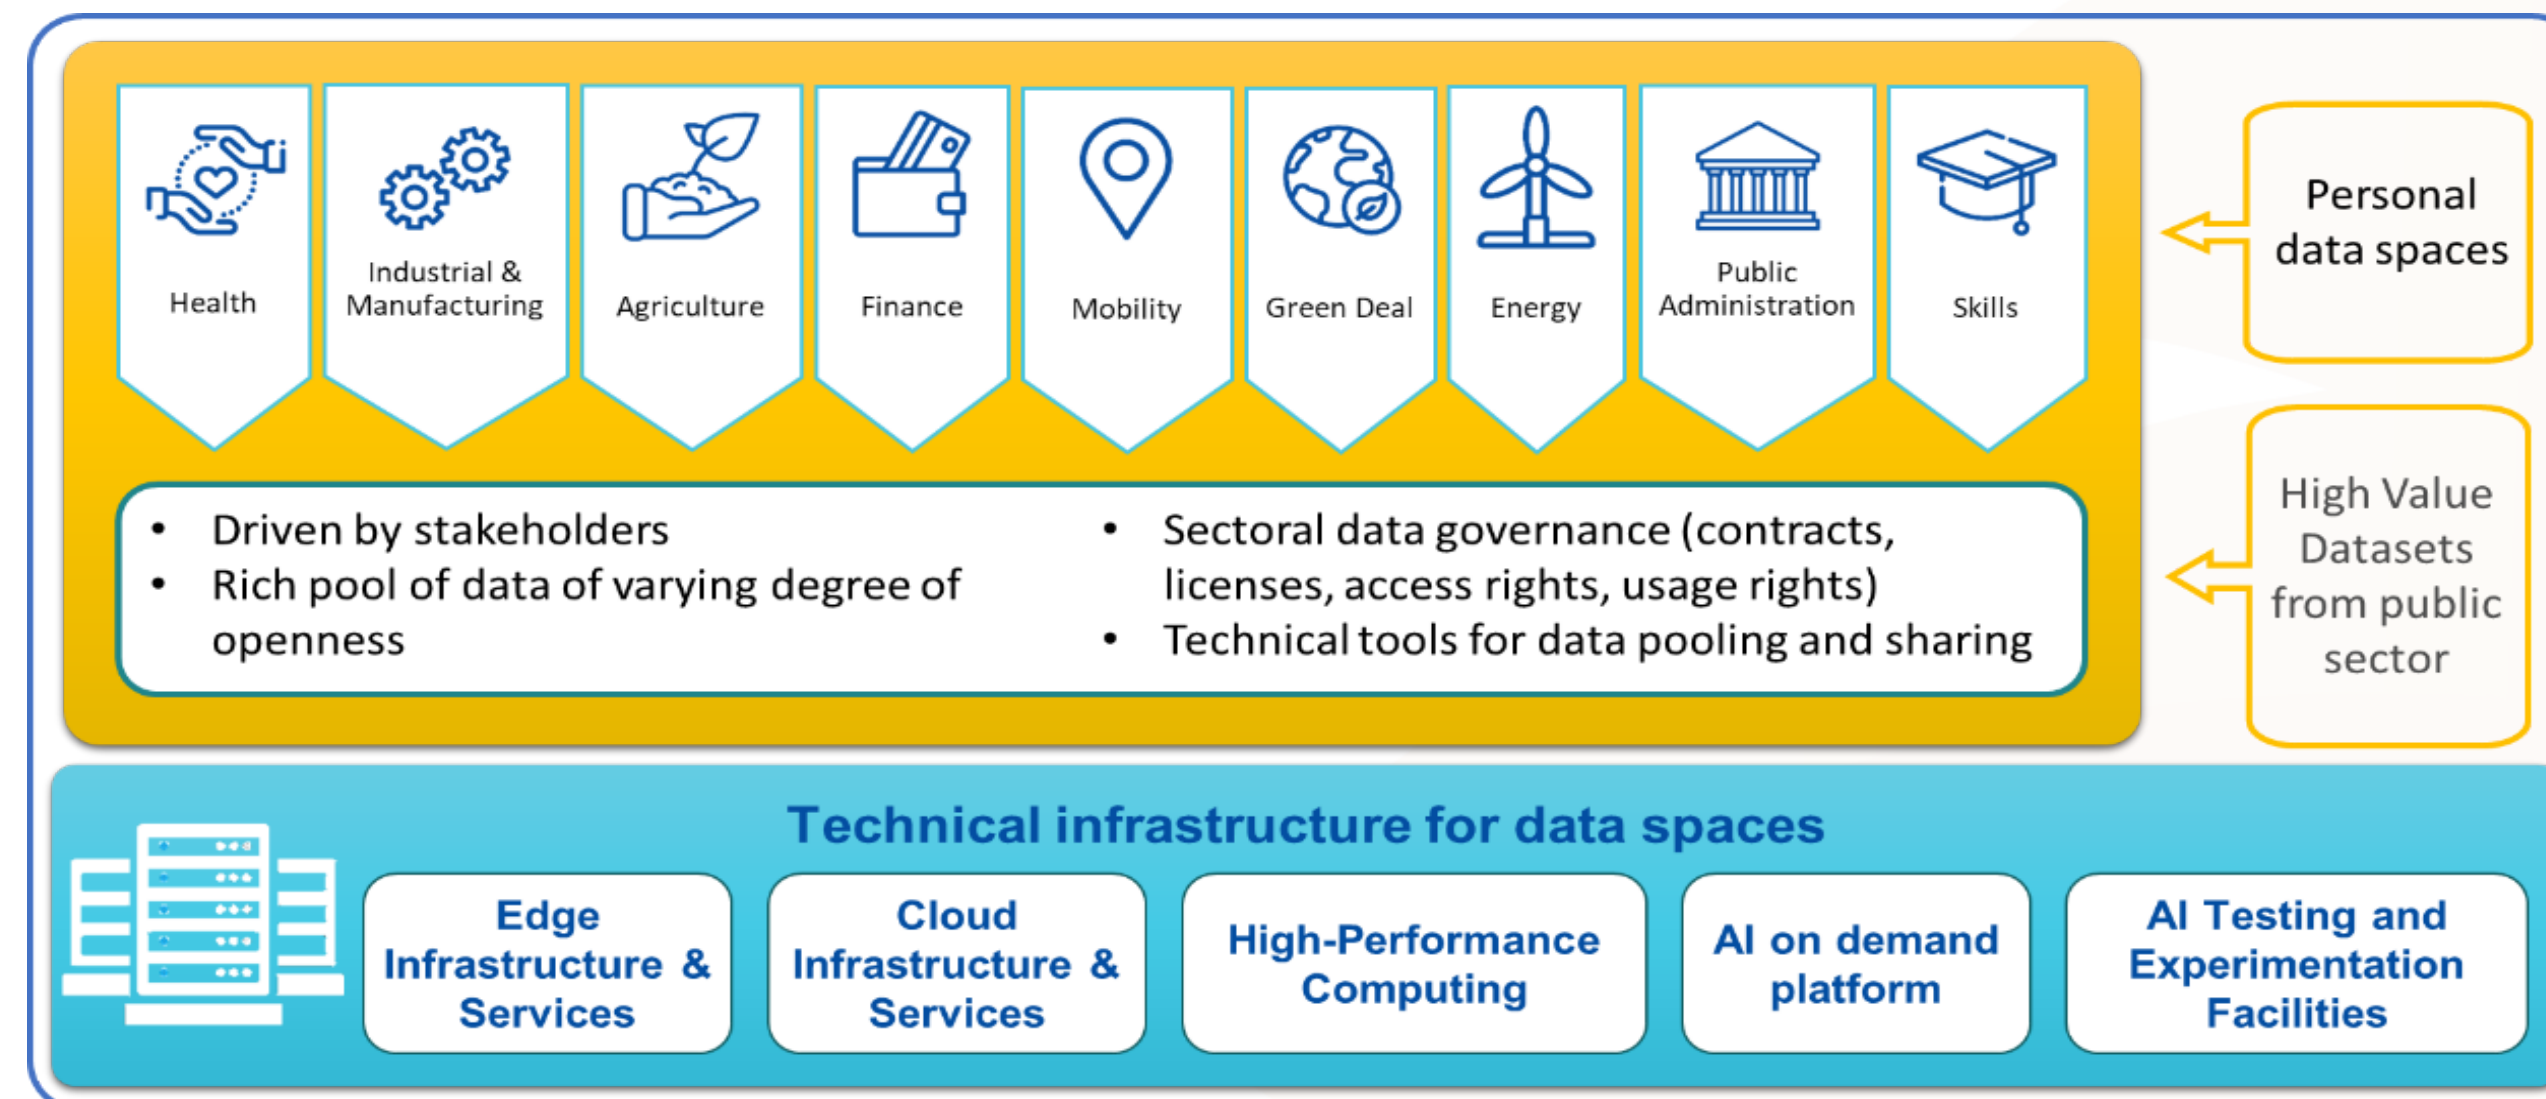 Health
Industrial &
Manufacturing
Agriculture
Finance
Mobility
Green Deal
Energy
Public
Administration
Skills
Personal
data spaces
• Driven by stakeholders
• Rich pool of data of varying degree of
openness
• Sectoral data governance (contracts,
licenses, access rights, usage rights)
• Technical tools for data pooling and sharing
High Value
Datasets
from public
sector
Technical infrastructure for data spaces
Edge
Infrastructure &
Services
Cloud
Infrastructure &
Services
High-Performance
Computing
AI on demand
platform
AI Testing and
Experimentation
Facilities